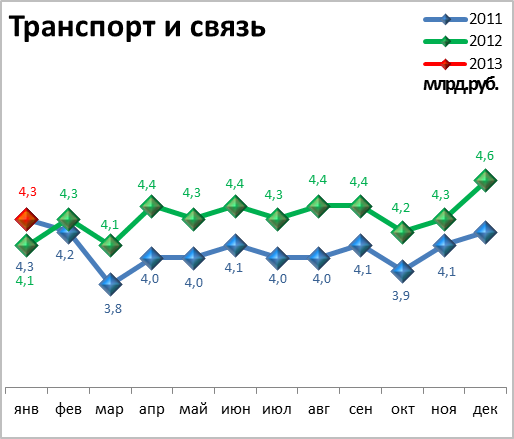 Транспорт и связь
2011
2012
2013
млрд.руб.
4,3 4,3 4,1 4,4 4,3 4,4 4,3 4,4 4,4 4,2 4,3 4,6
4,3 4,2 3,8 4,0 4,0 4,1 4,0 4,0 4,1 3,9 4,1
4,1
янв фев мар апр май июн июл авг сен окт ноя дек